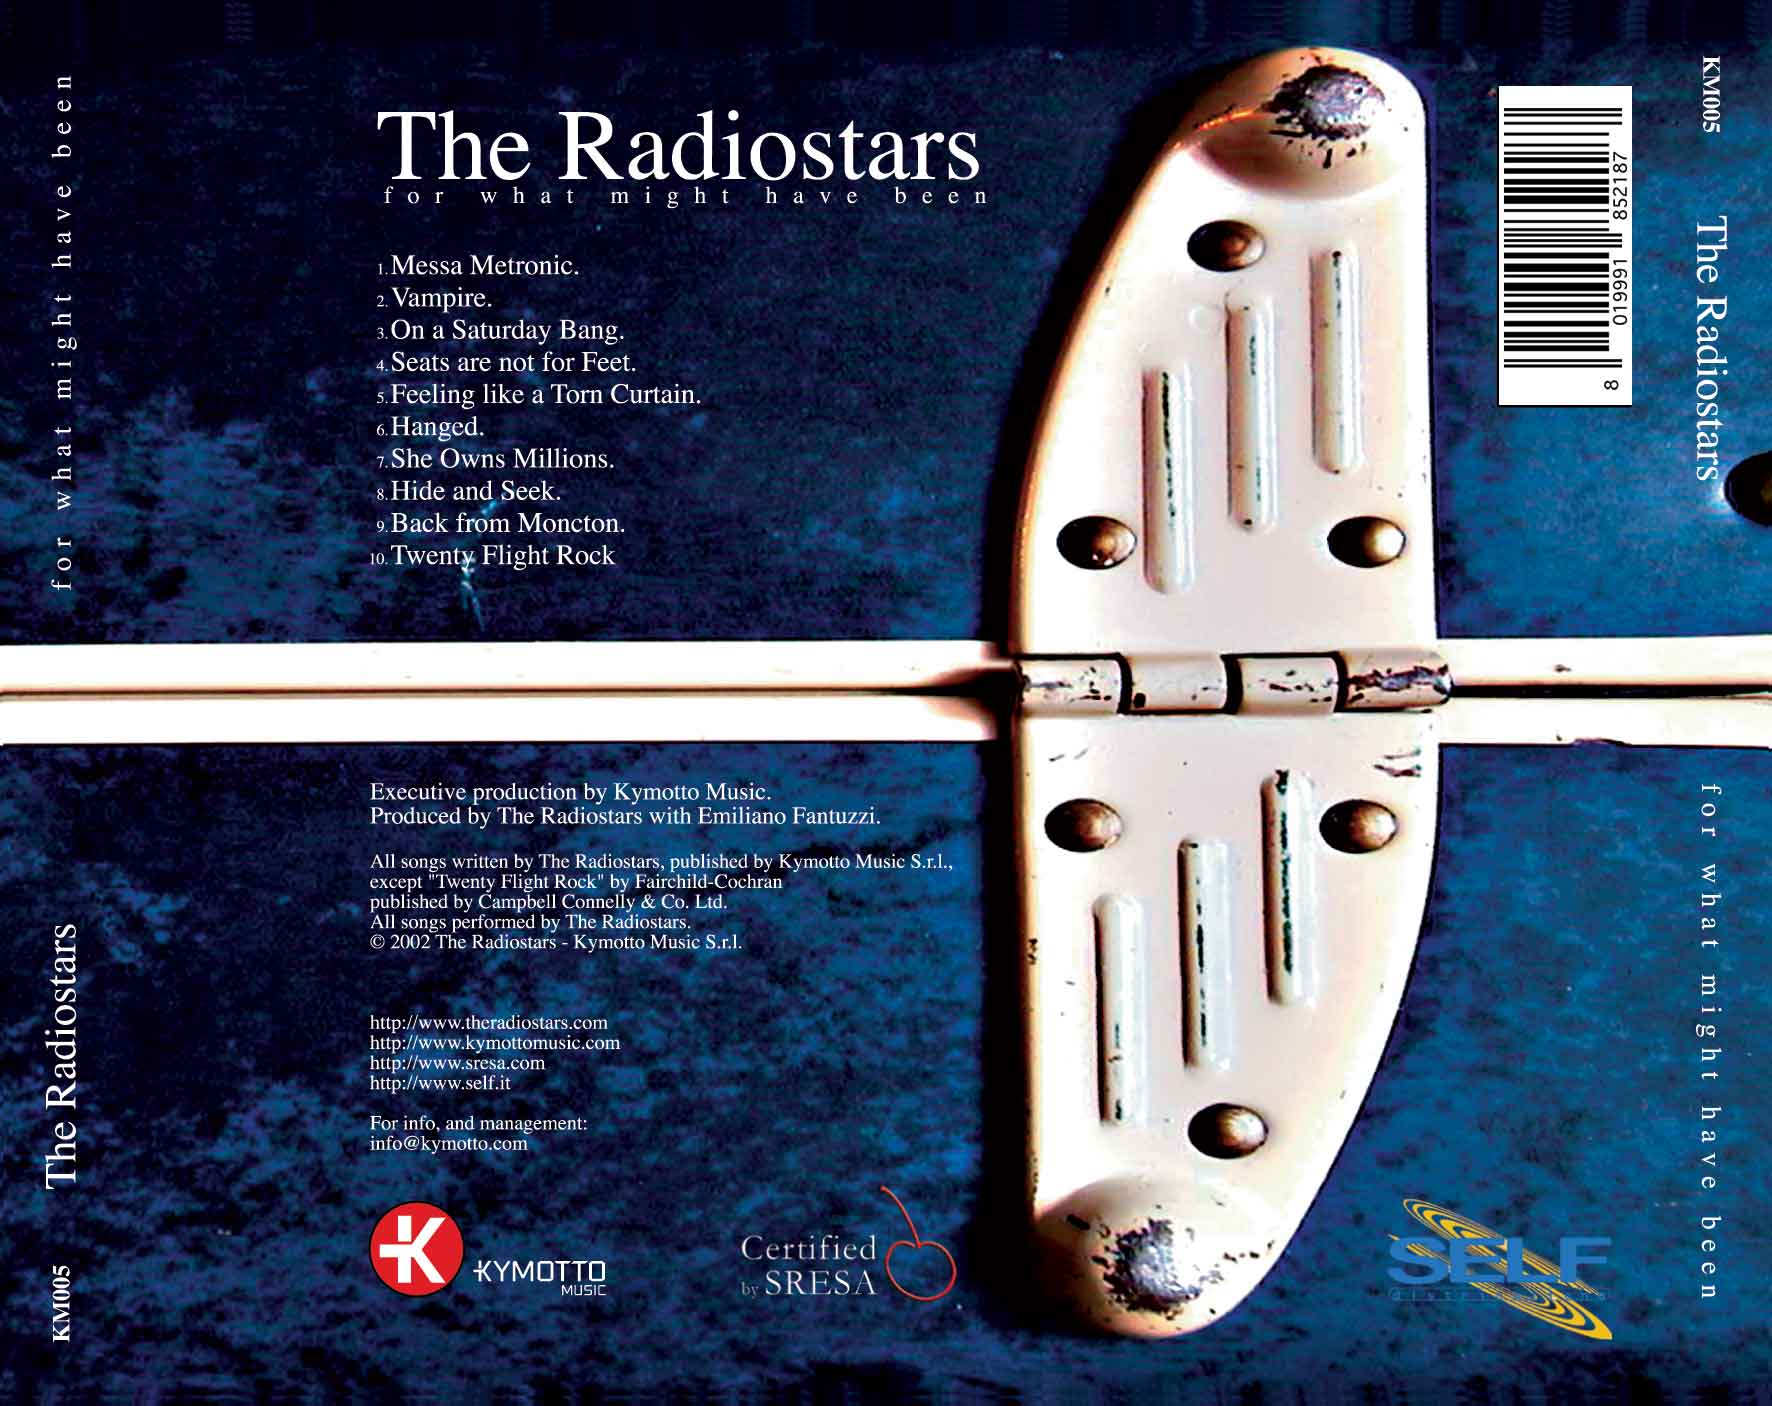 for what might have been
The Radiostars
KM005
The Radiostars
for what might have been
1. Messa Metronic.
2. Vampire.
3. On a Saturday Bang.
4. Seats are not for Feet.
5. Feeling like a Torn Curtain.
6. Hanged.
7. She Owns Millions.
8. Hide and Seek.
9. Back from Moncton.
10. Twenty Flight Rock
Executive production by Kymotto Music.
Produced by The Radiostars with Emiliano Fantuzzi.
All songs written by The Radiostars, published by Kymotto Music S.r.l.,
except "Twenty Flight Rock" by Fairchild-Cochran
published by Campbell Connelly & Co. Ltd.
All songs performed by The Radiostars.
© 2002 The Radiostars - Kymotto Music S.r.l.
http://www.theradiostars.com
http://www.kymottomusic.com
http://www.sresa.com
http://www.self.it
For info, and management:
info@kymotto.com
K
KYMOTTO
MUSIC
Certified
by SRESA
SELF
8 019991 852187
KM005
The Radiostars
for what might have been